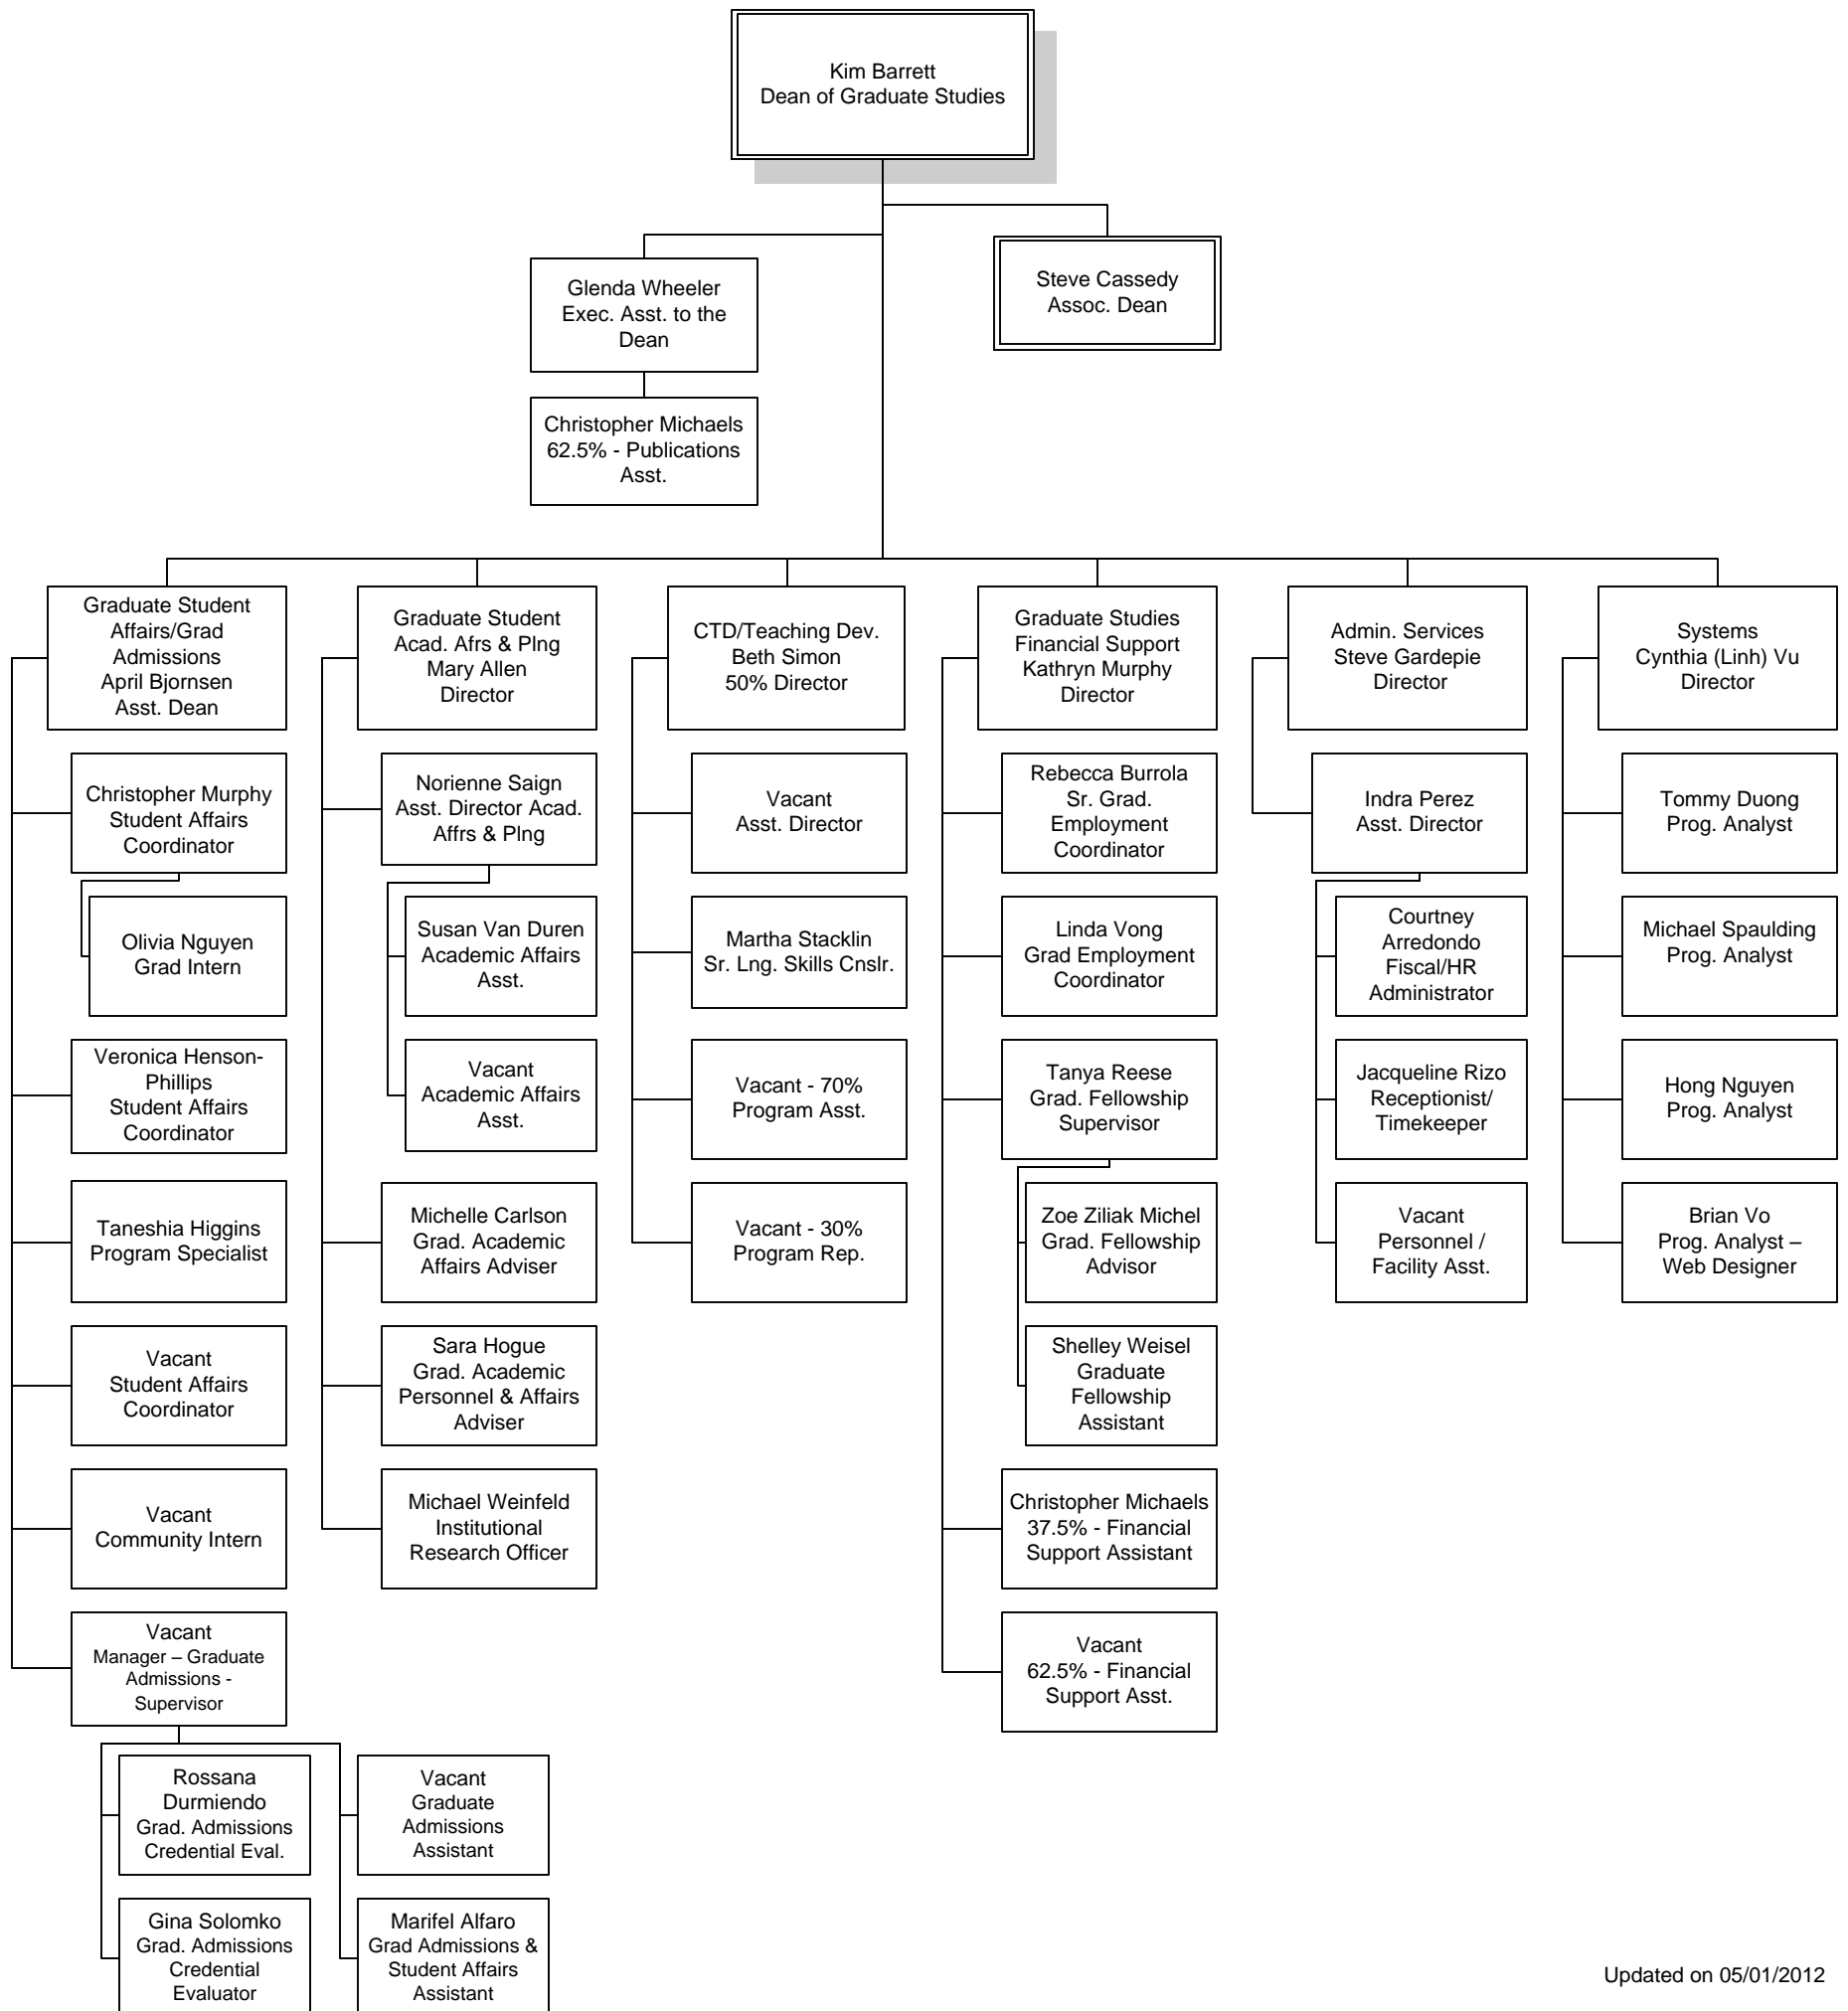 Kim Barrett
Dean of Graduate Studies
Steve Cassedy
Assoc. Dean
Glenda Wheeler
Exec. Asst. to the
Dean
Christopher Michaels
62.5% - Publications
Asst.
Graduate Student
Affairs/Grad
Admissions
April Bjornsen
Asst. Dean
Christopher Murphy
Student Affairs
Coordinator
Olivia Nguyen
Grad Intern
Veronica Henson-
Phillips
Student Affairs
Coordinator
Taneshia Higgins
Program Specialist
Vacant
Student Affairs
Coordinator
Vacant
Community Intern
Vacant
Manager – Graduate
Admissions -
Supervisor
Rossana
Durmiendo
Grad. Admissions
Credential Eval.
Gina Solomko
Grad. Admissions
Credential
Evaluator
Vacant
Graduate
Admissions
Assistant
Marifel Alfaro
Grad Admissions &
Student Affairs
Assistant
Graduate Student
Acad. Afrs & Plng
Mary Allen
Director
Norienne Saign
Asst. Director Acad.
Affrs & Plng
Susan Van Duren
Academic Affairs
Asst.
Vacant
Academic Affairs
Asst.
Michelle Carlson
Grad. Academic
Affairs Adviser
Sara Hogue
Grad. Academic
Personnel & Affairs
Adviser
Michael Weinfeld
Institutional
Research Officer
CTD/Teaching Dev.
Beth Simon
50% Director
Vacant
Asst. Director
Martha Stacklin
Sr. Lng. Skills Cnslr.
Vacant - 70%
Program Asst.
Vacant - 30%
Program Rep.
Graduate Studies
Financial Support
Kathryn Murphy
Director
Rebecca Burrola
Sr. Grad.
Employment
Coordinator
Linda Vong
Grad Employment
Coordinator
Tanya Reese
Grad. Fellowship
Supervisor
Zoe Ziliak Michel
Grad. Fellowship
Advisor
Shelley Weisel
Graduate
Fellowship
Assistant
Christopher Michaels
37.5% - Financial
Support Assistant
Vacant
62.5% - Financial
Support Asst.
Admin. Services
Steve Gardepie
Director
Indra Perez
Asst. Director
Courtney
Arredondo
Fiscal/HR
Administrator
Jacqueline Rizo
Receptionist/
Timekeeper
Vacant
Personnel /
Facility Asst.
Systems
Cynthia (Linh) Vu
Director
Tommy Duong
Prog. Analyst
Michael Spaulding
Prog. Analyst
Hong Nguyen
Prog. Analyst
Brian Vo
Prog. Analyst –
Web Designer
Updated on 05/01/2012